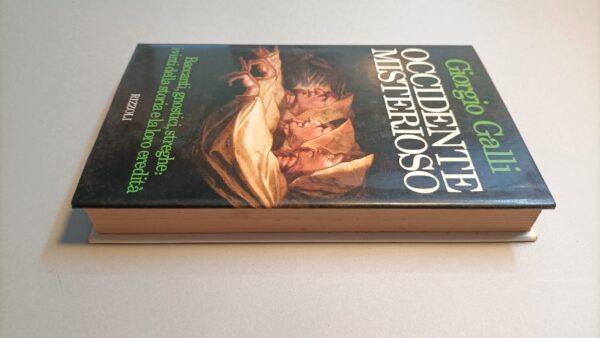 Giorgio Galli
OCCIDENTE
MISTERIOSO
Baccanti, gnostici, streghe:
i vinti della storia e la loro eredità
RIZZOLI